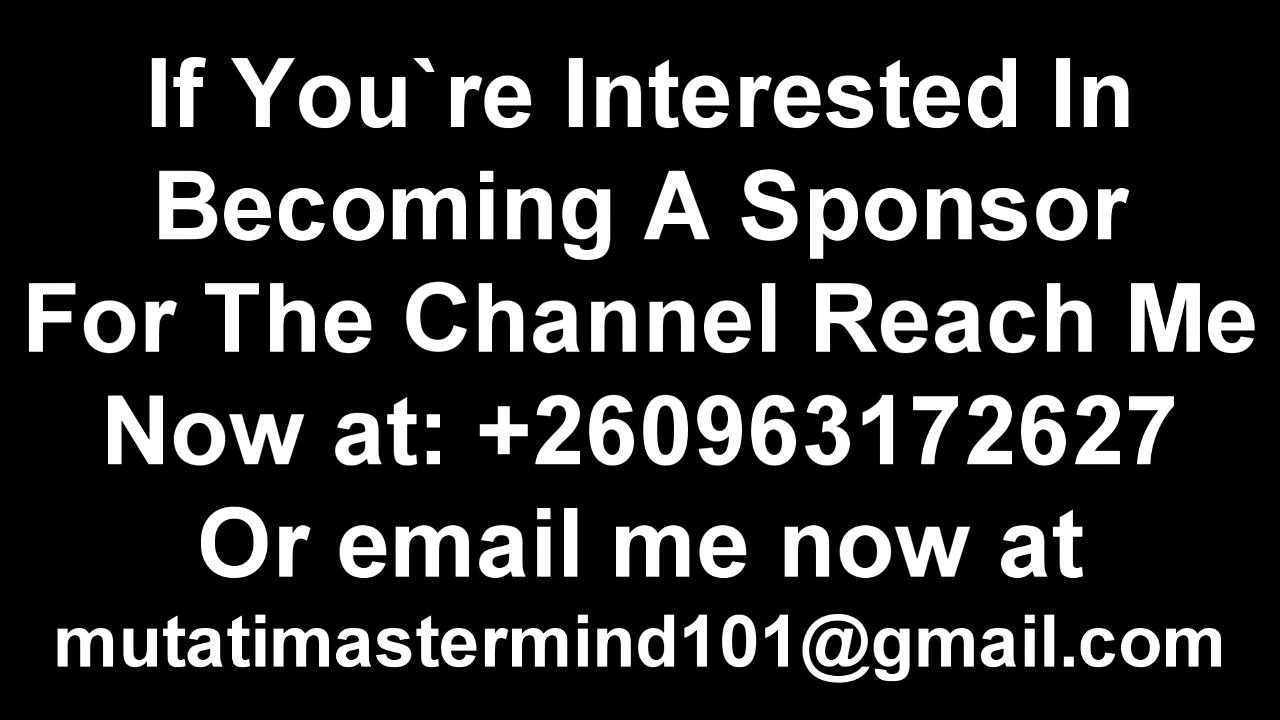 If You`re Interested In
Becoming A Sponsor
For The Channel Reach Me
Now at: +260963172627
Or email me now at
mutatimastermind101@gmail.com